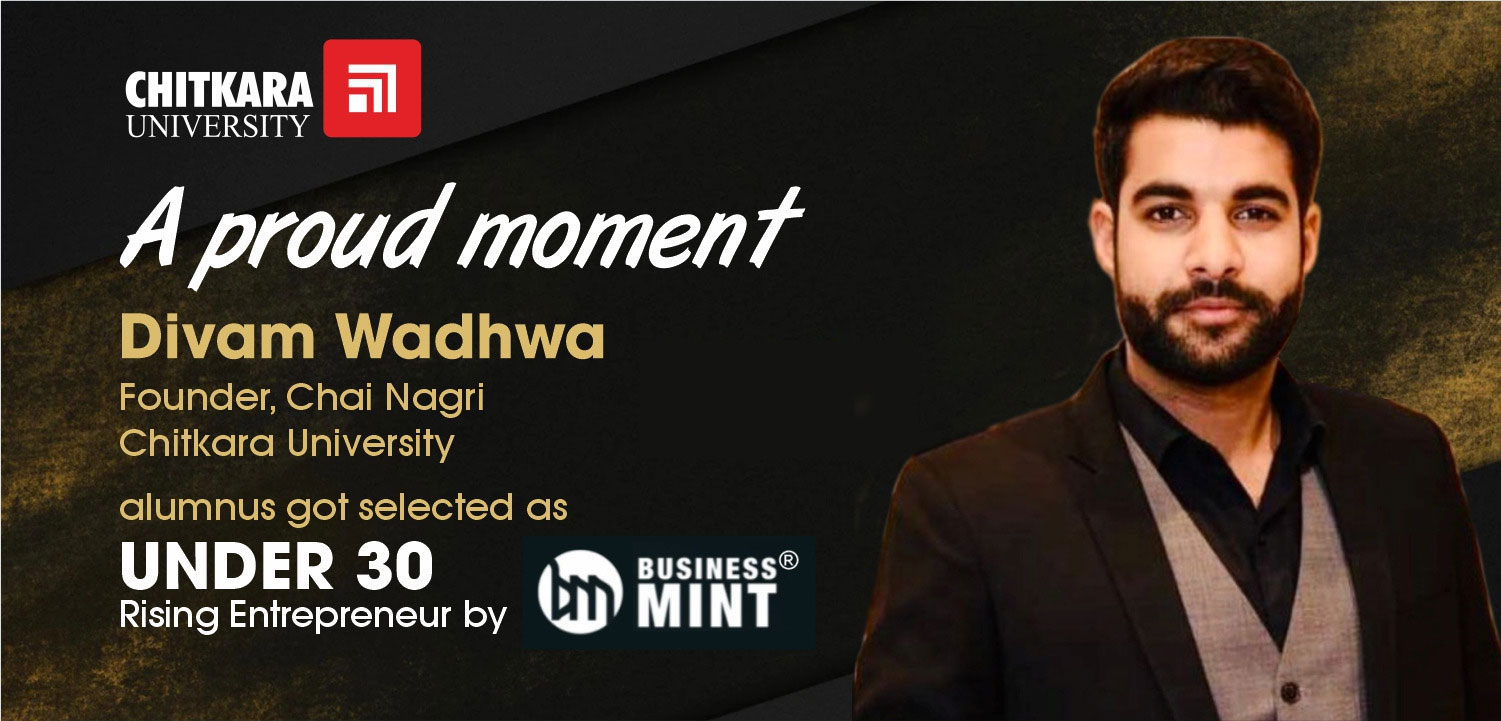 CHITKARA
UNIVERSITY
A proud moment
Divam Wadhwa
Founder, Chai Nagri
Chitkara University
alumnus got selected as
UNDER 30
Rising Entrepreneur by
bm BUSINESS®
MINT